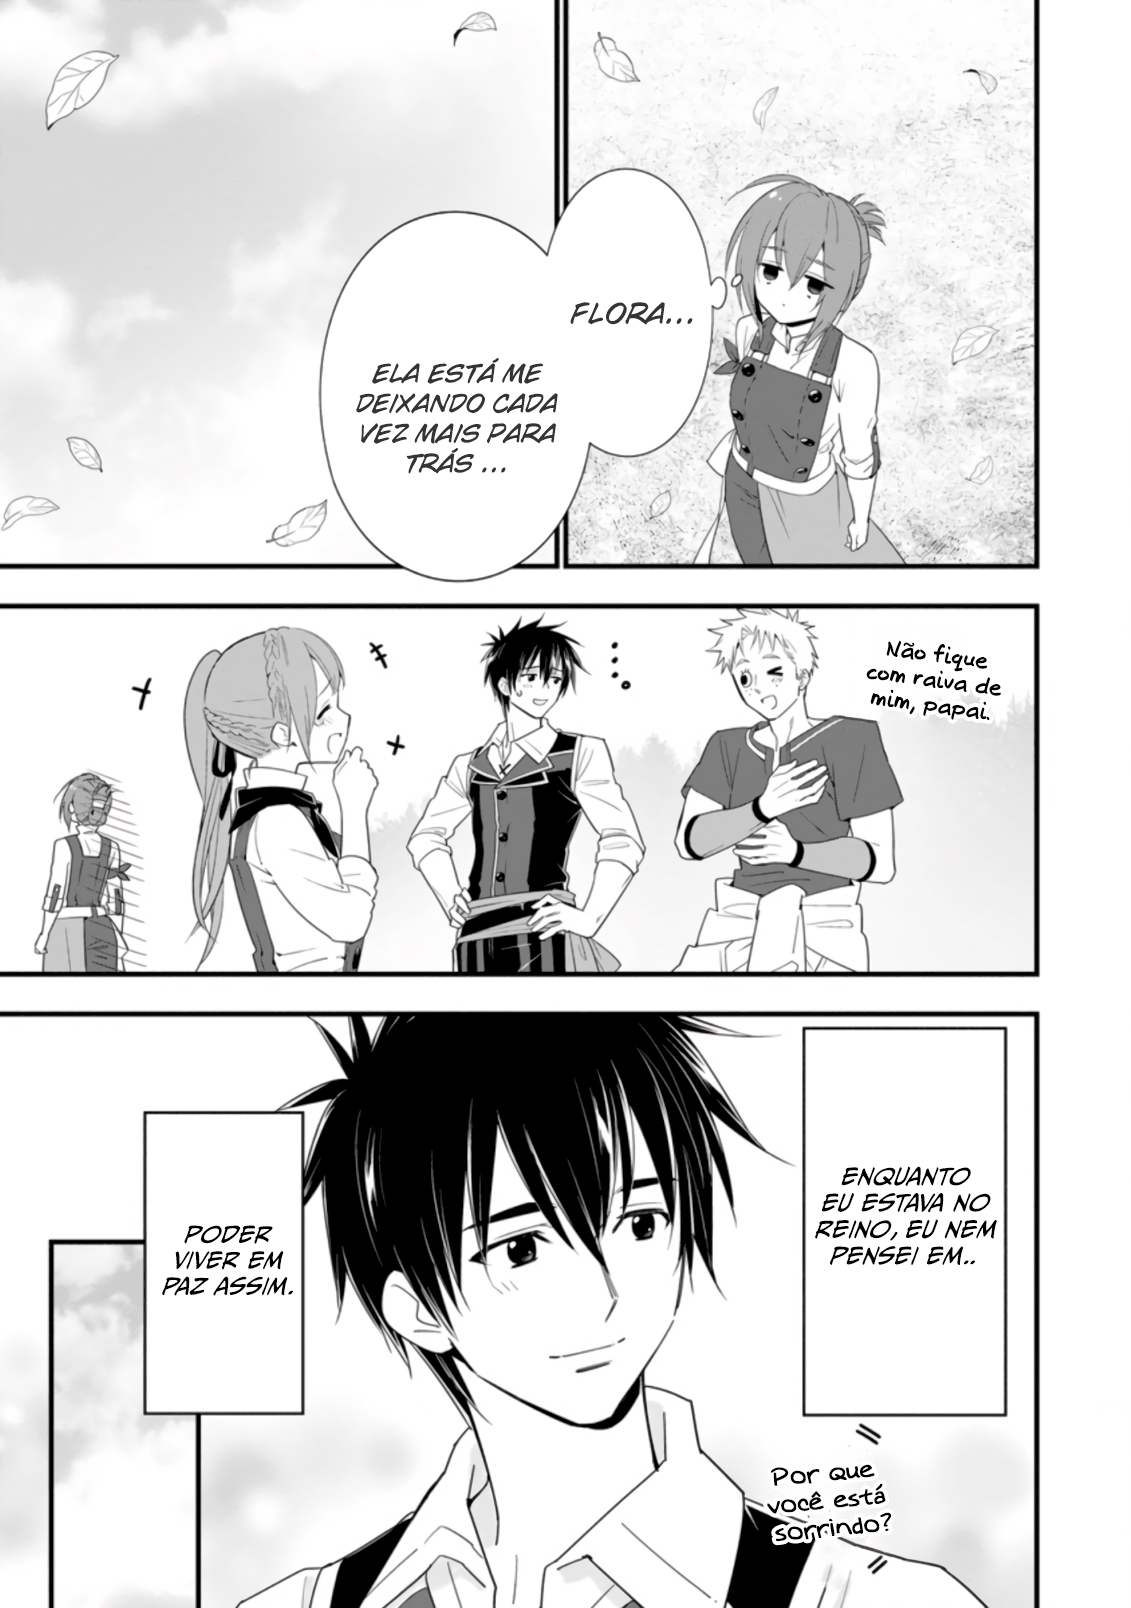 FLORA...
ELA ESTÁ ME
DEIXANDO CADA
VEZ MAIS PARA
TRÁS ...
Não fique
com raiva de
mim, papai.
ENQUANTO
EU ESTAVA NO
REINO, EU NEM
PENSEI EM..
PODER
VIVER EM
PAZ ASSIM.
Por que
você está
sorrindo?